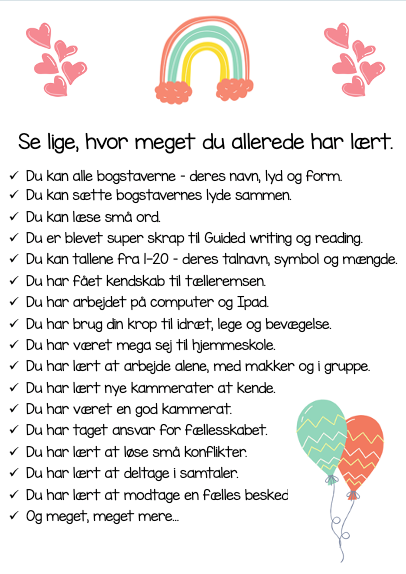 Se lige, hvor meget du allerede har lært.
✓ Du kan alle bogstaverne - deres navn, lyd og form.
✓ Du kan sætte bogstavernes lyde sammen.
✓ Du kan læse små ord.
✓ Du er blevet super skrap til Guided writing og reading.
✓ Du kan tallene fra 1-20 - deres talnavn, symbol og mængde.
✓ Du har fået kendskab til tælleremsen.
✓ Du har arbejdet på computer og Ipad.
✓ Du har brug din krop til idræt, lege og bevægelse.
✓ Du har været mega sej til hjemmeskole.
✓ Du har lært at arbejde alene, med makker og i gruppe.
✓ Du har lært nye kammerater at kende.
✓ Du har været en god kammerat.
✓ Du har taget ansvar for fællesskabet.
✓ Du har lært at løse små konflikter.
✓ Du har lært at deltage i samtaler.
✓ Du har lært at modtage en fælles besked
✓ Og meget, meget mere...